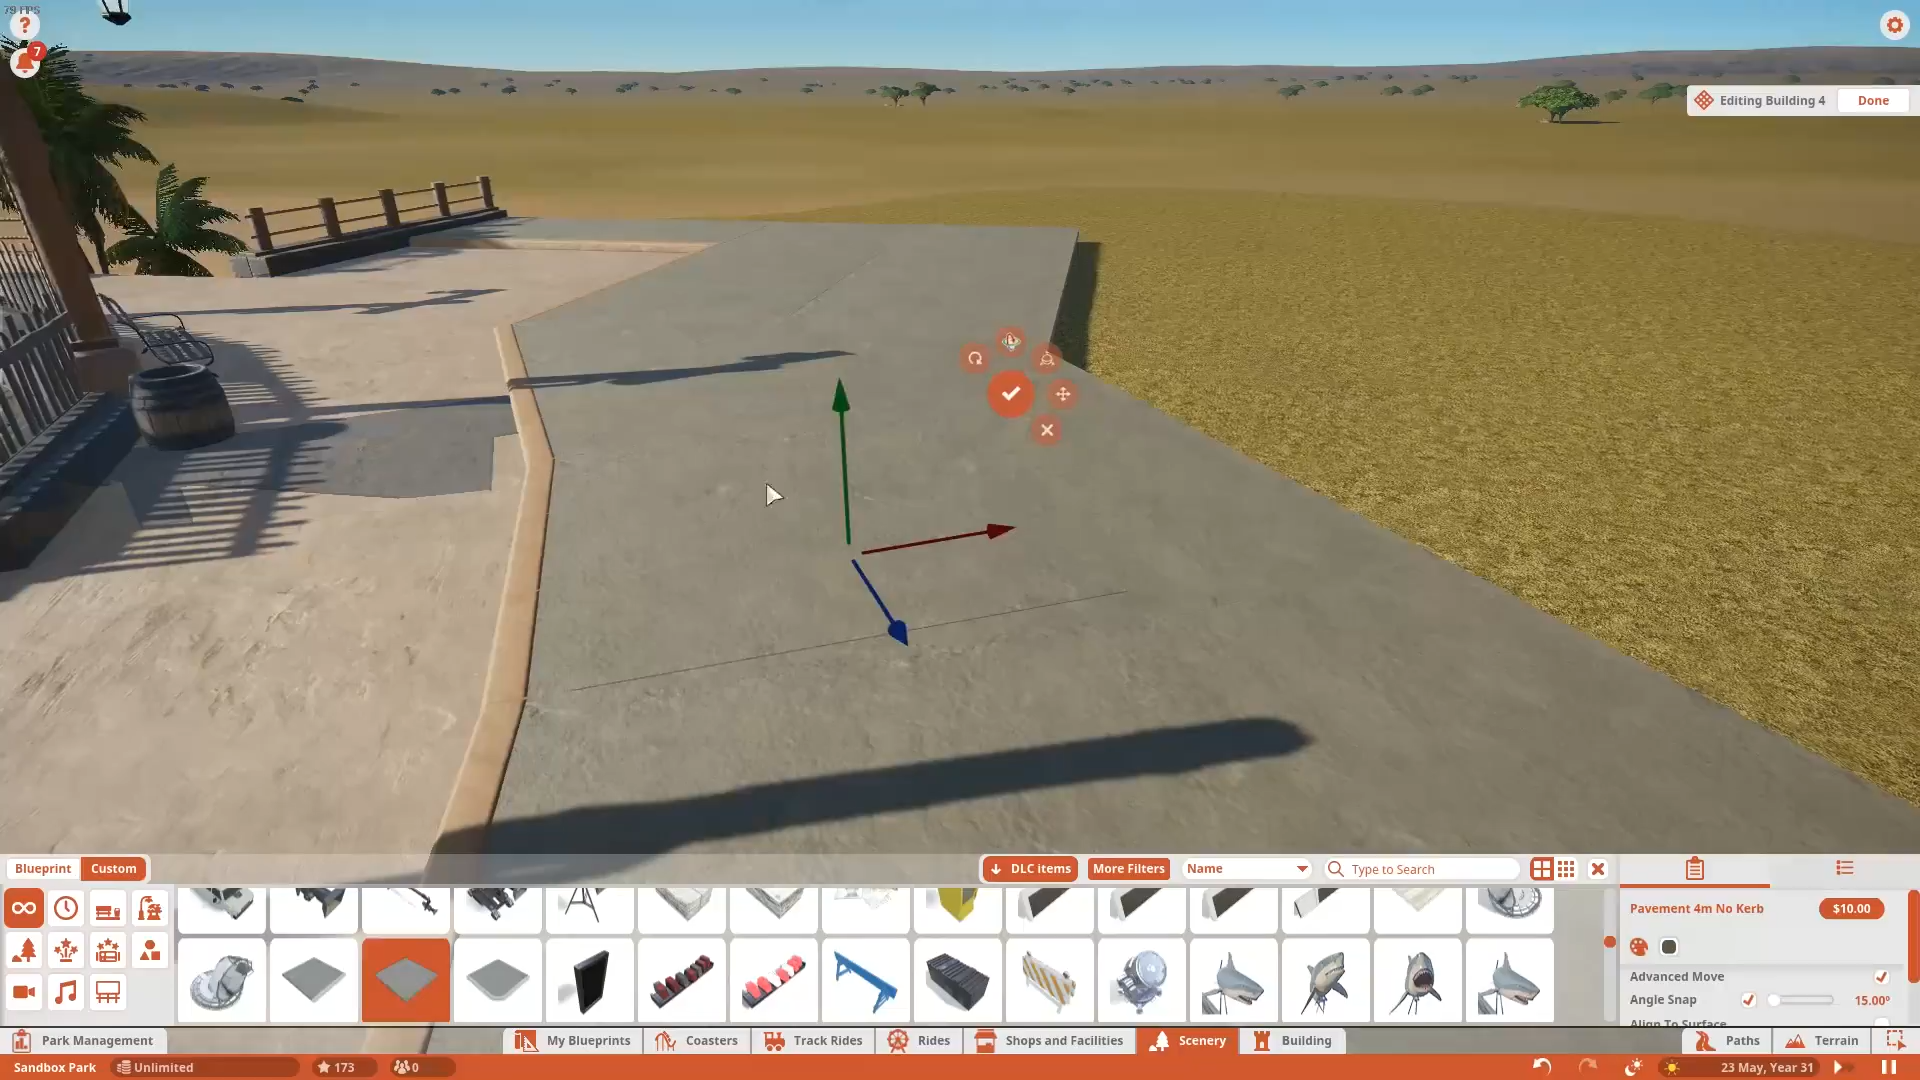 79 FPS
?
7
Editing Building 4
Done
Blueprint
Custom
DLC items
More Filters
Name
Type to Search
Pavement 4m No Kerb
$10.00
Advanced Move
Angle Snap
15.00°
Align To Surface
Park Management
My Blueprints
Coasters
Track Rides
Rides
Shops and Facilities
Scenery
Building
Paths
Terrain
Sandbox Park
Unlimited
173
0
23 May, Year 31